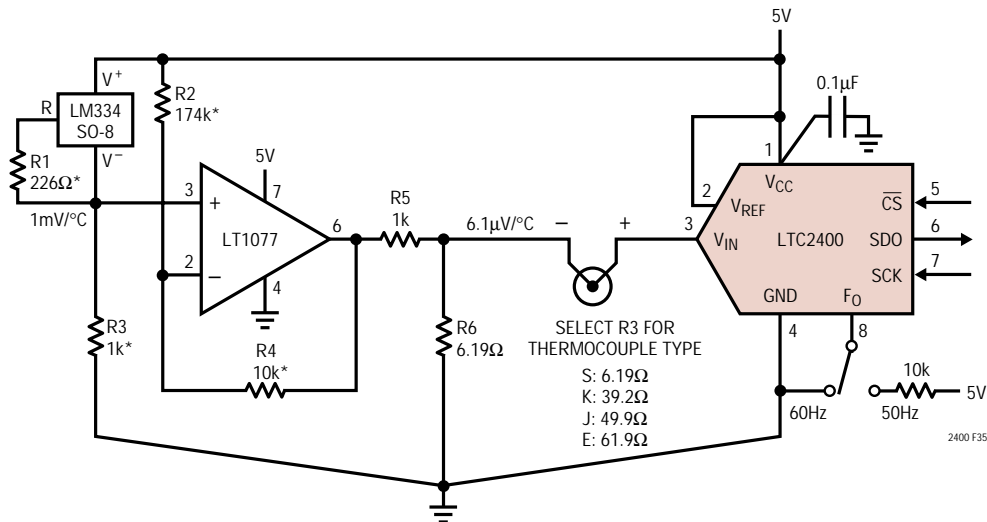 5V
V+
R
LM334
SO-8
V–
R1
226Ω*
1mV/°C
R2
174k*
5V
3
+
7
LT1077
6
2
–
4
R3
1k*
R4
10k*
R5
1k
6.1µV/°C
–
+
R6
6.19Ω
SELECT R3 FOR
THERMOCOUPLE TYPE
S: 6.19Ω
K: 39.2Ω
J: 49.9Ω
E: 61.9Ω
0.1µF
1
VCC
2
VREF
3
VIN
LTC2400
CS
5
SDO
6
SCK
7
GND
FO
4
8
60Hz
50Hz
10k
5V
2400 F35